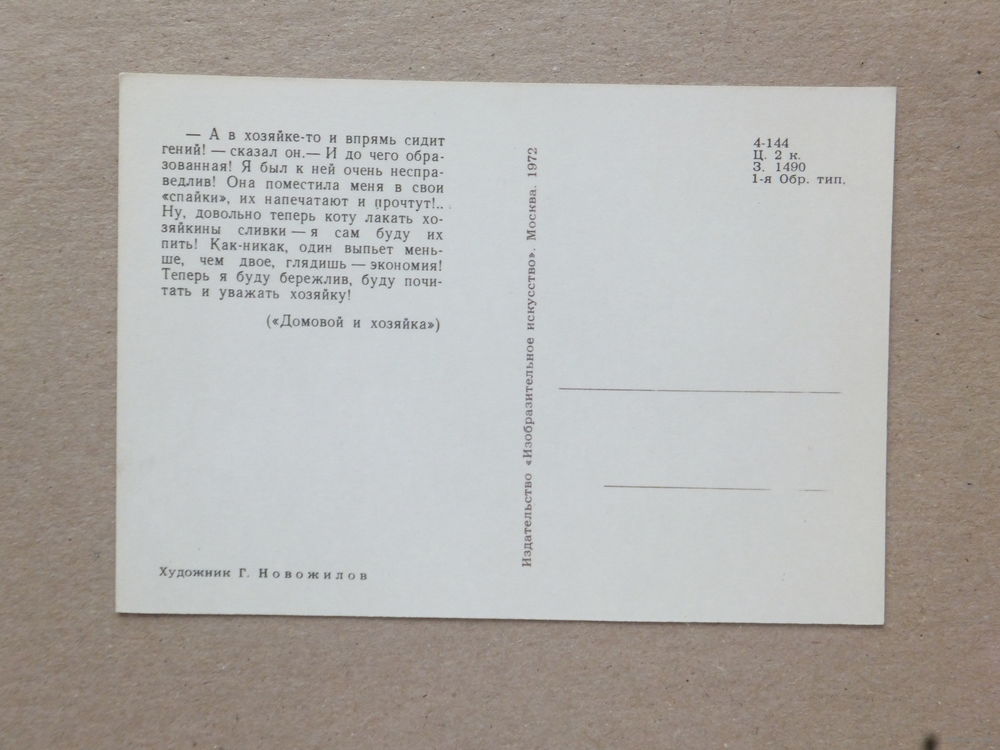 — А в хозяйке-то и впрямь сидит
гений! — сказал он.— И до чего обра-
зованная! Я был к ней очень неспра-
ведлив! Она поместила меня в свои
«спайки», их напечатают и прочтут!..
Ну, довольно теперь коту лакать хо-
зяйкины сливки — я сам буду их
пить! Как-никак, один выпьет мень-
ше, чем двое, глядишь — экономия!
Теперь я буду бережлив, буду почи-
тать и уважать хозяйку!
(«Домовой и хозяйка»)
Художник Г. Новожилов
Издательство «Изобразительное искусство». Москва. 1972
4-144
Ц. 2 к.
З. 1490
1-я Обр. тип.